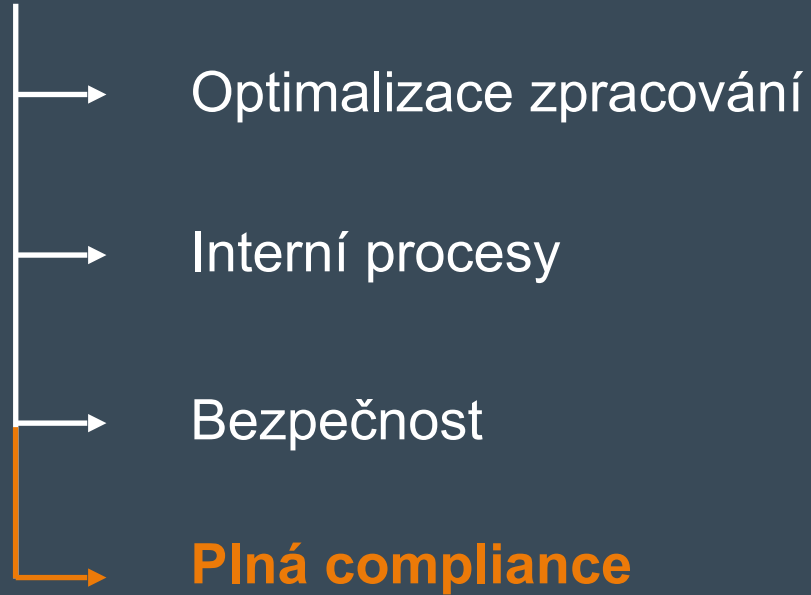 Optimalizace zpracování
Interní procesy
Bezpečnost
Plná compliance